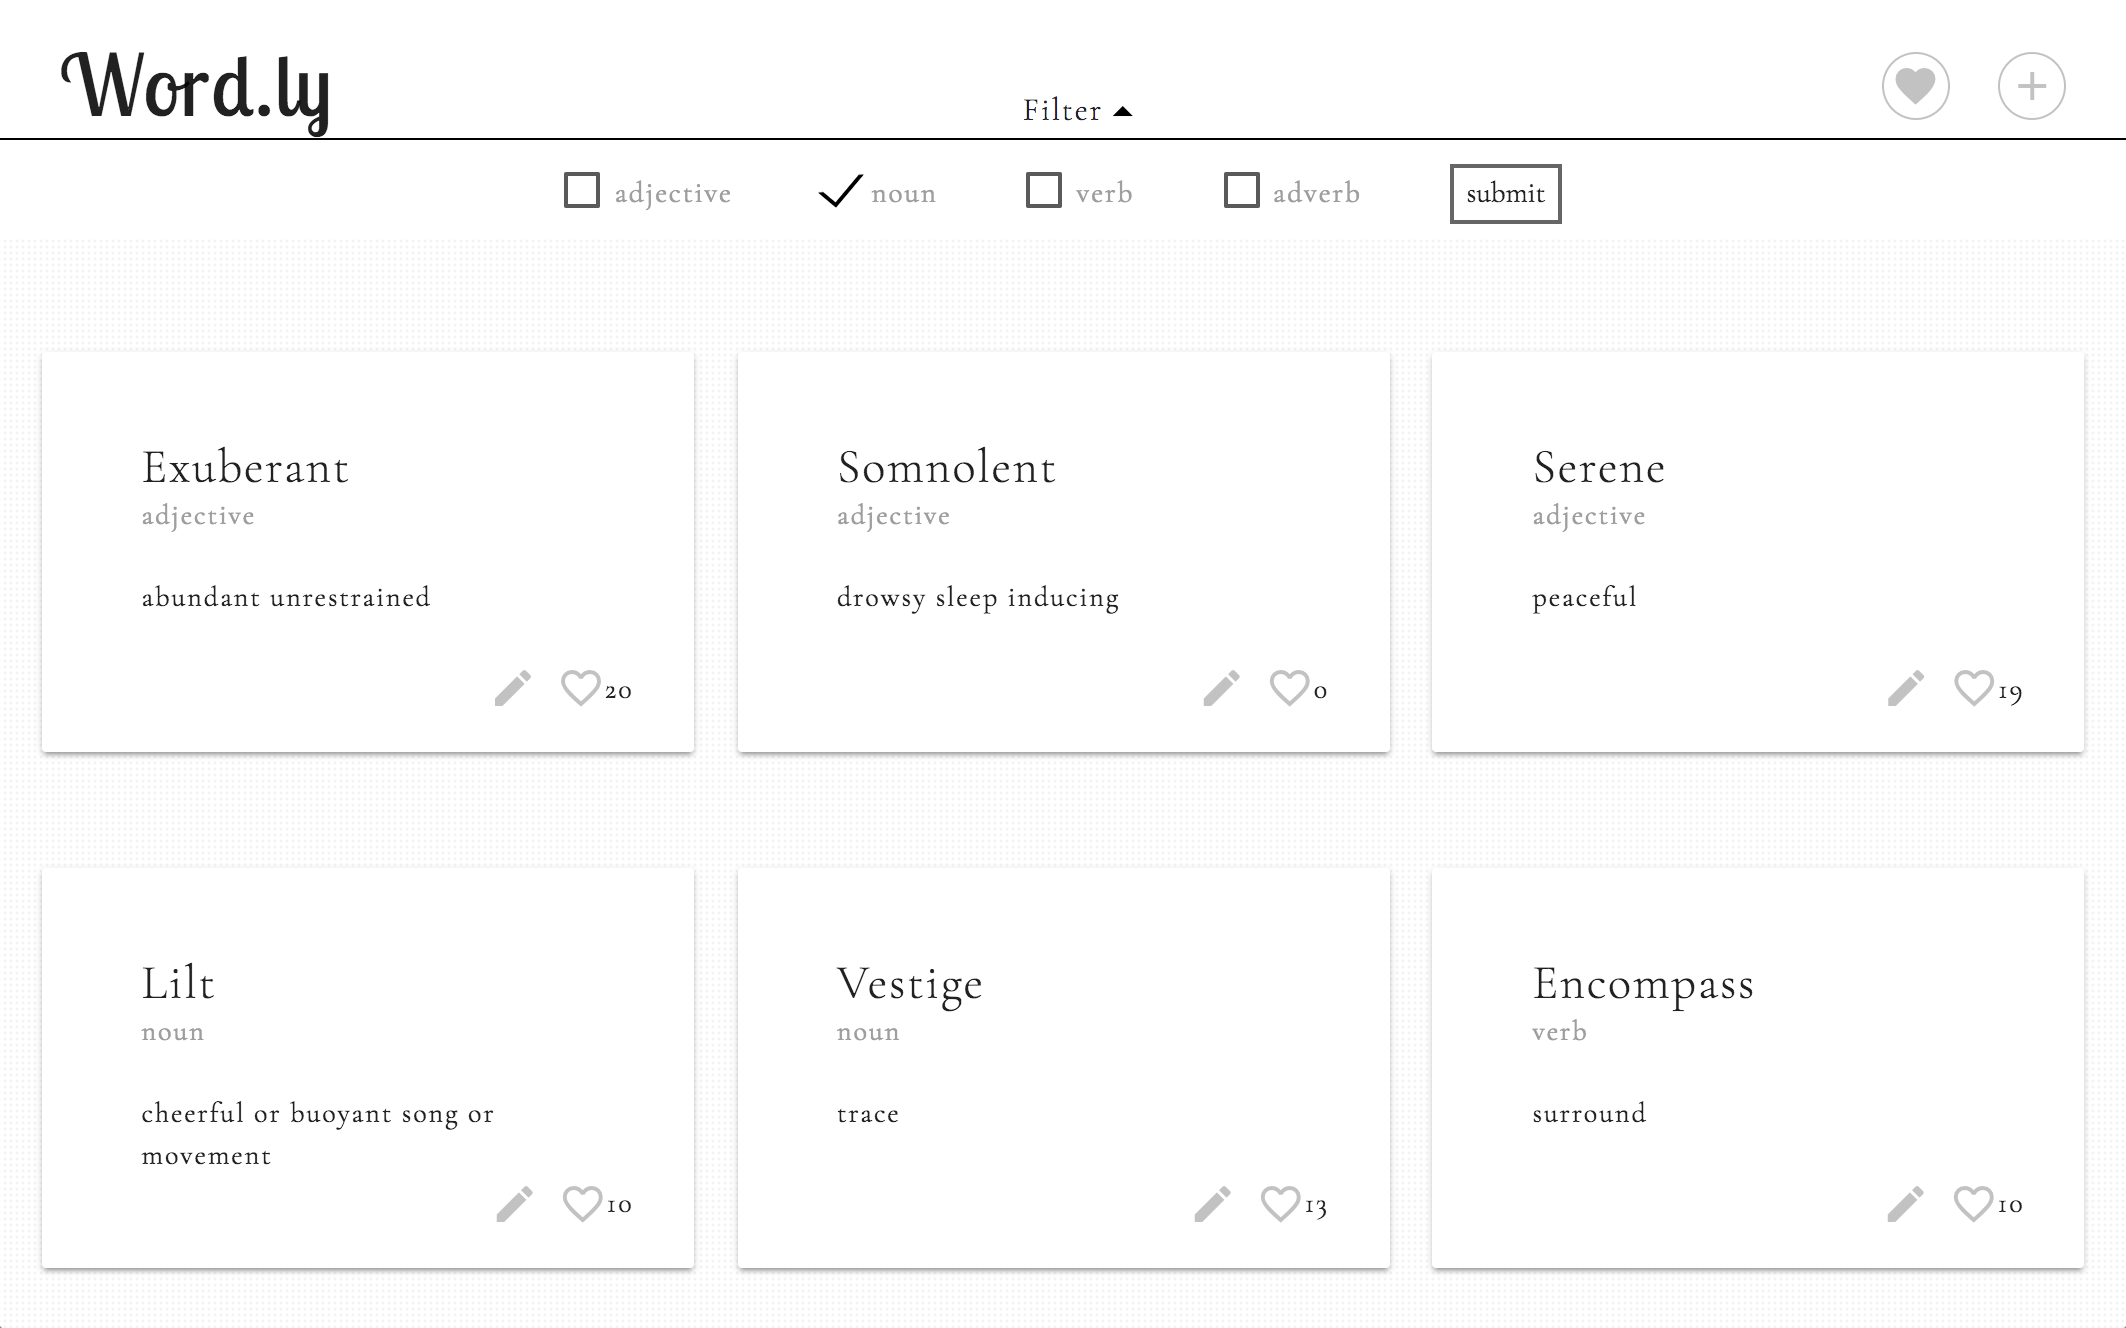 Word.ly
Filter
adjective noun verb adverb submit
Exuberant
adjective
abundant unrestrained
20
Somnolent
adjective
drowsy sleep inducing
0
Serene
adjective
peaceful
19
Lilt
noun
cheerful or buoyant song or
movement
10
Vestige
noun
trace
13
Encompass
verb
surround
10